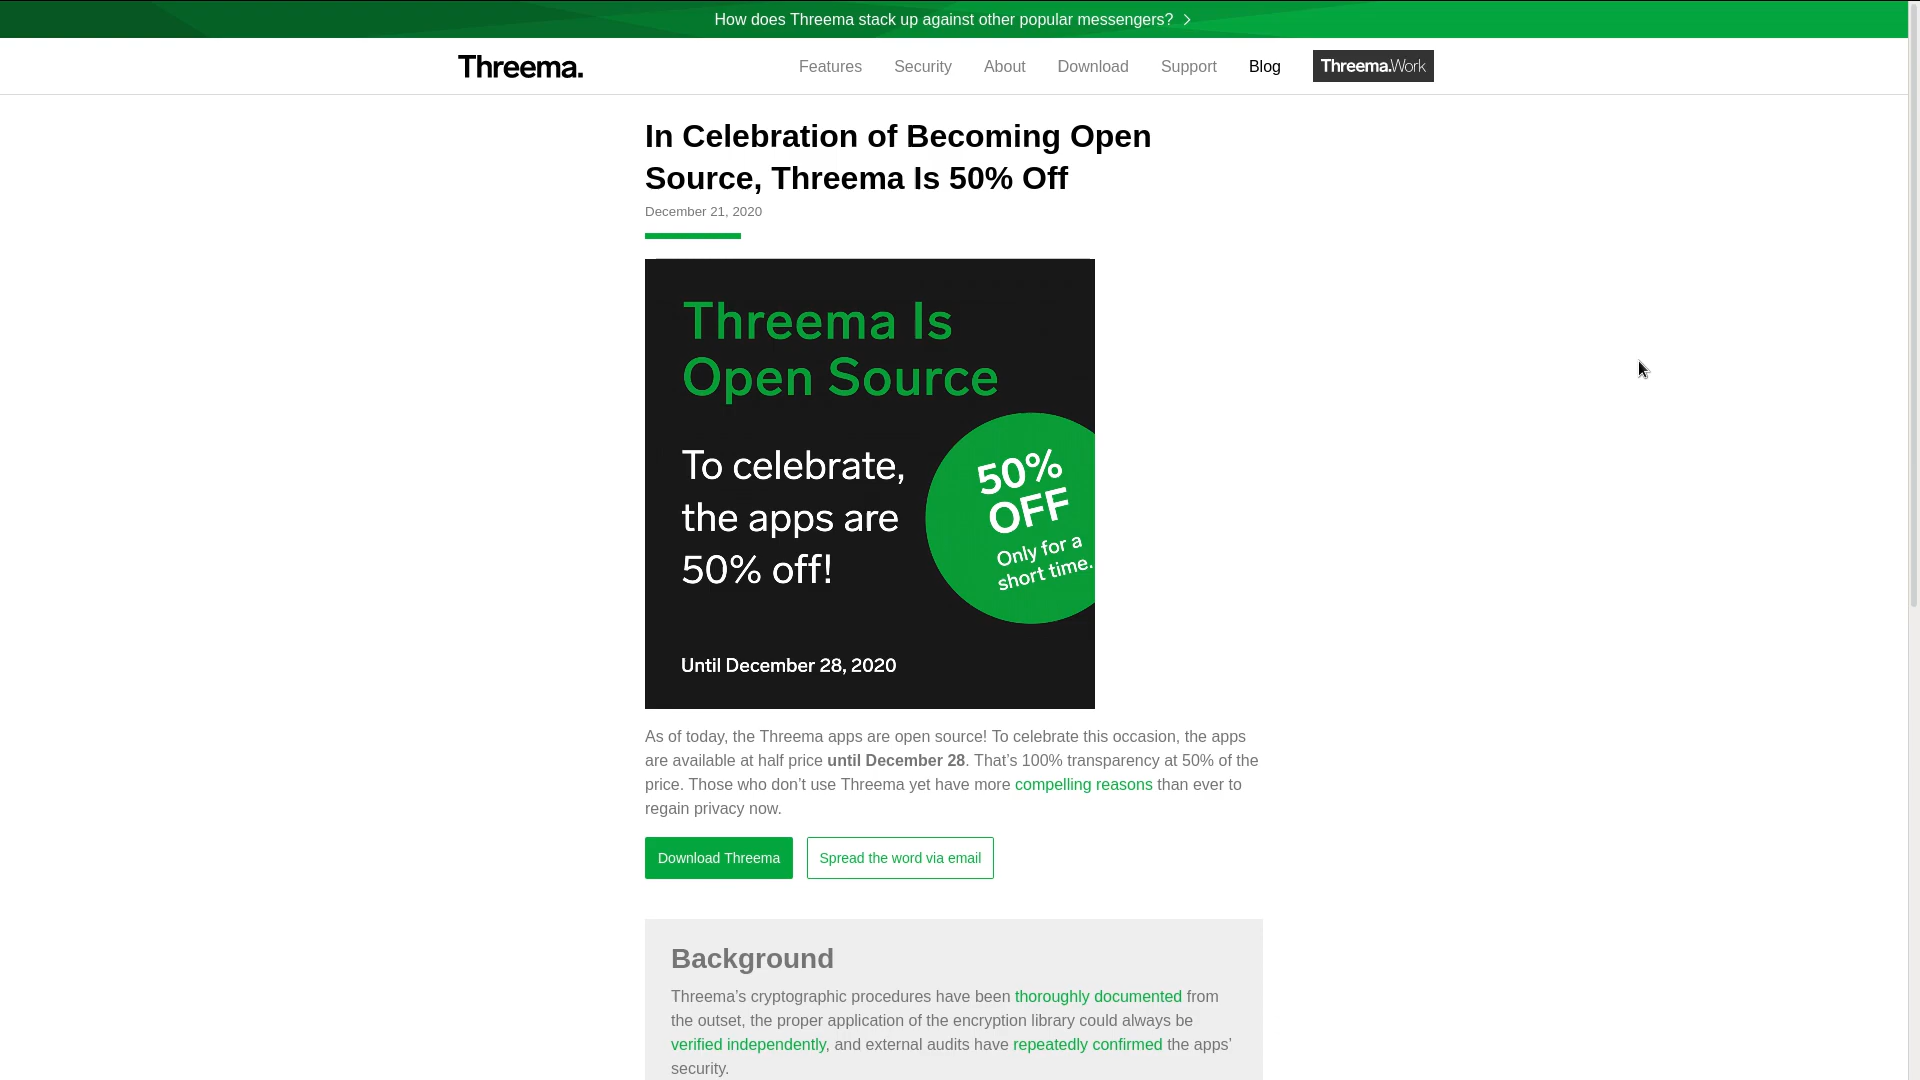 How does Threema stack up against other popular messengers?
Threema.
Features
Security
About
Download
Support
Blog
Threema.Work
In Celebration of Becoming Open
Source, Threema Is 50% Off
December 21, 2020
Threema Is
Open Source
To celebrate,
the apps are
50% off!
50%
OFF
Only for a
short time.
Until December 28, 2020
As of today, the Threema apps are open source! To celebrate this occasion, the apps
are available at half price until December 28. That’s 100% transparency at 50% of the
price. Those who don’t use Threema yet have more compelling reasons than ever to
regain privacy now.
Download Threema
Spread the word via email
Background
Threema’s cryptographic procedures have been thoroughly documented from
the outset, the proper application of the encryption library could always be
verified independently, and external audits have repeatedly confirmed the apps’
security.